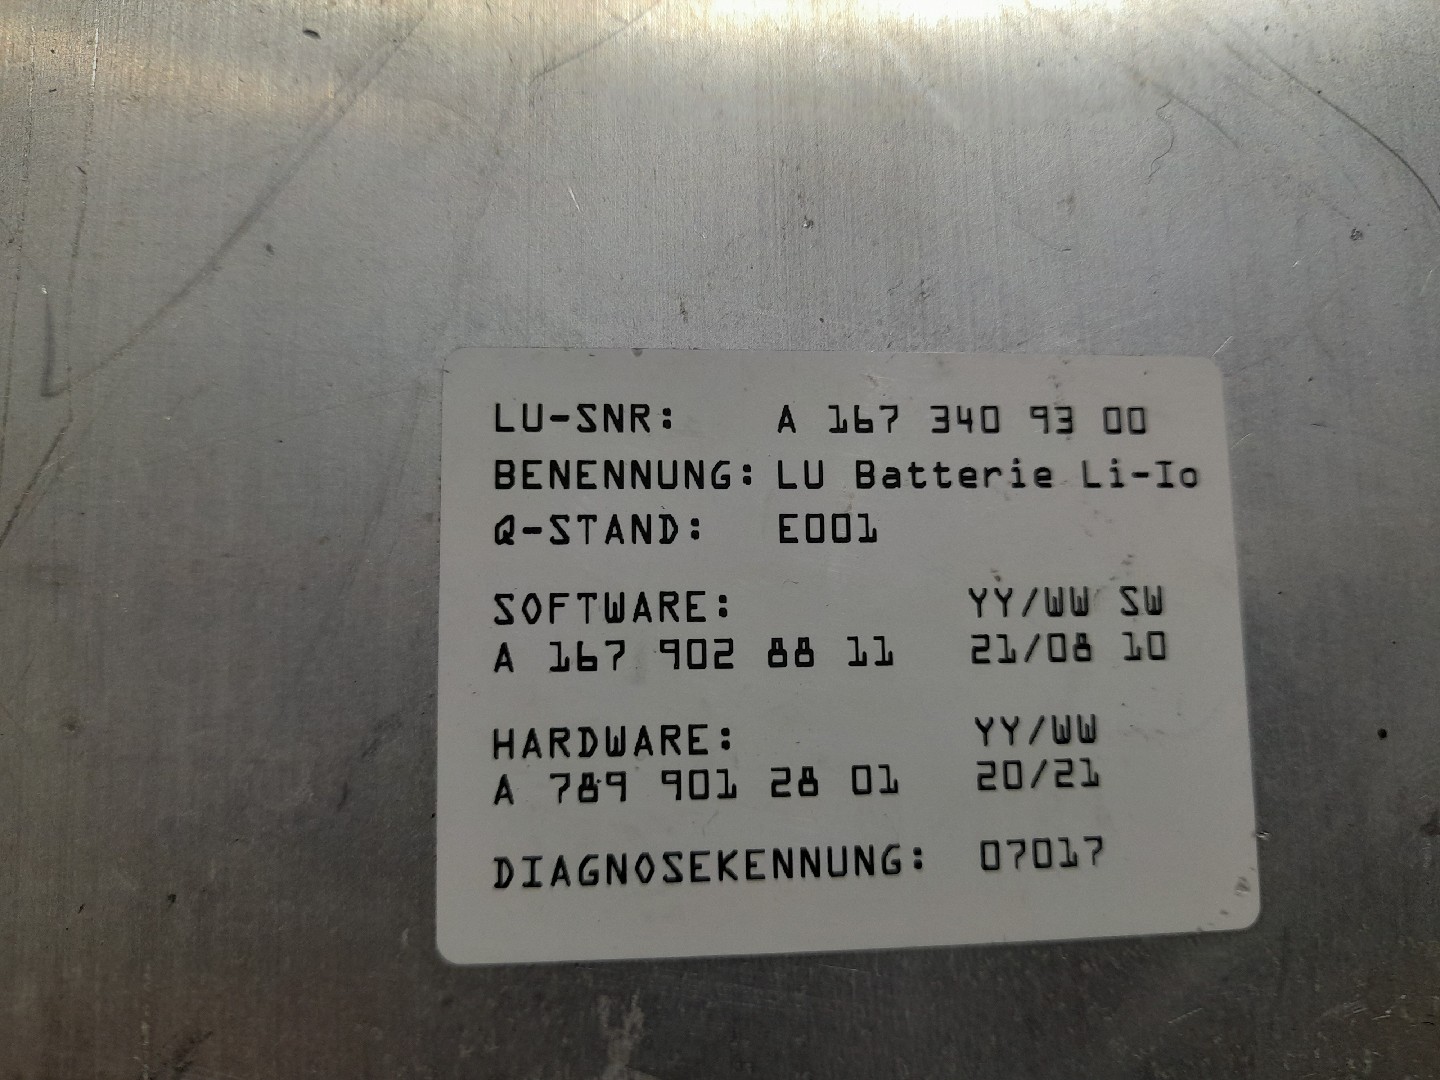 LU-SNR: A 167 340 93 00
BENENNUNG: LU Batterie Li-Io
Q-STAND: E001
SOFTWARE: YY/WW SW
A 167 902 88 11 21/08 10
HARDWARE: YY/WW
A 789 901 28 01 20/21
DIAGNOSEKENNUNG: 07017